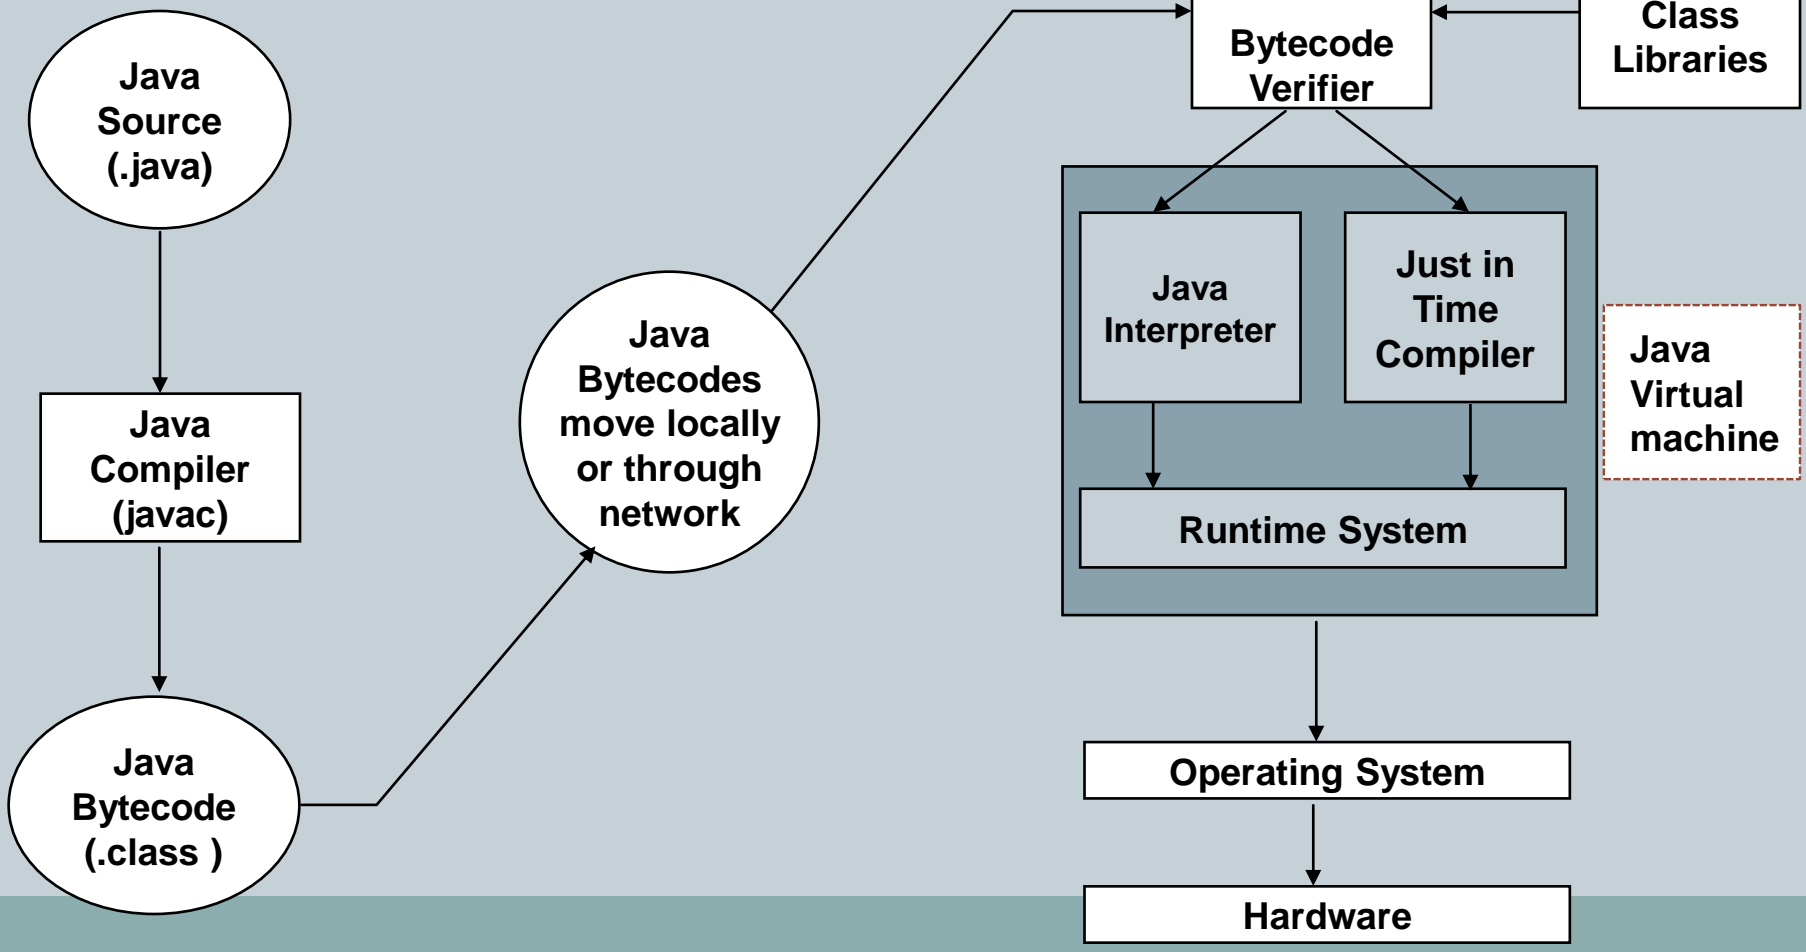 Java
Source
(.java)
Java
Compiler
(javac)
Java
Bytecode
(.class )
Java
Bytecodes
move locally
or through
network
Bytecode
Verifier
Class
Libraries
Java
Interpreter
Just in
Time
Compiler
Runtime System
Java
Virtual
machine
Operating System
Hardware